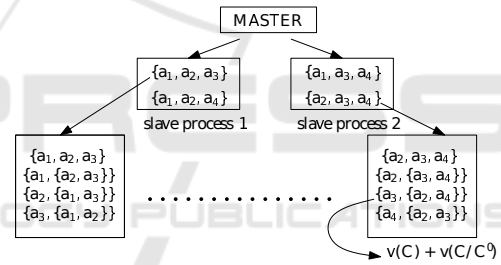 MASTER
{a₁, a₂, a₃} {a₁, a₃, a₄}
{a₁, a₂, a₄} {a₂, a₃, a₄}
slave process 1 slave process 2
{a₁, a₂, a₃} {a₂, a₃, a₄}
{a₁, {a₂, a₃}} {a₂, {a₃, a₄}}
{a₂, {a₁, a₃}} {a₃, {a₂, a₄}}
{a₃, {a₁, a₂}} {a₄, {a₂, a₃}}
v(C) + v(C/C⁰)